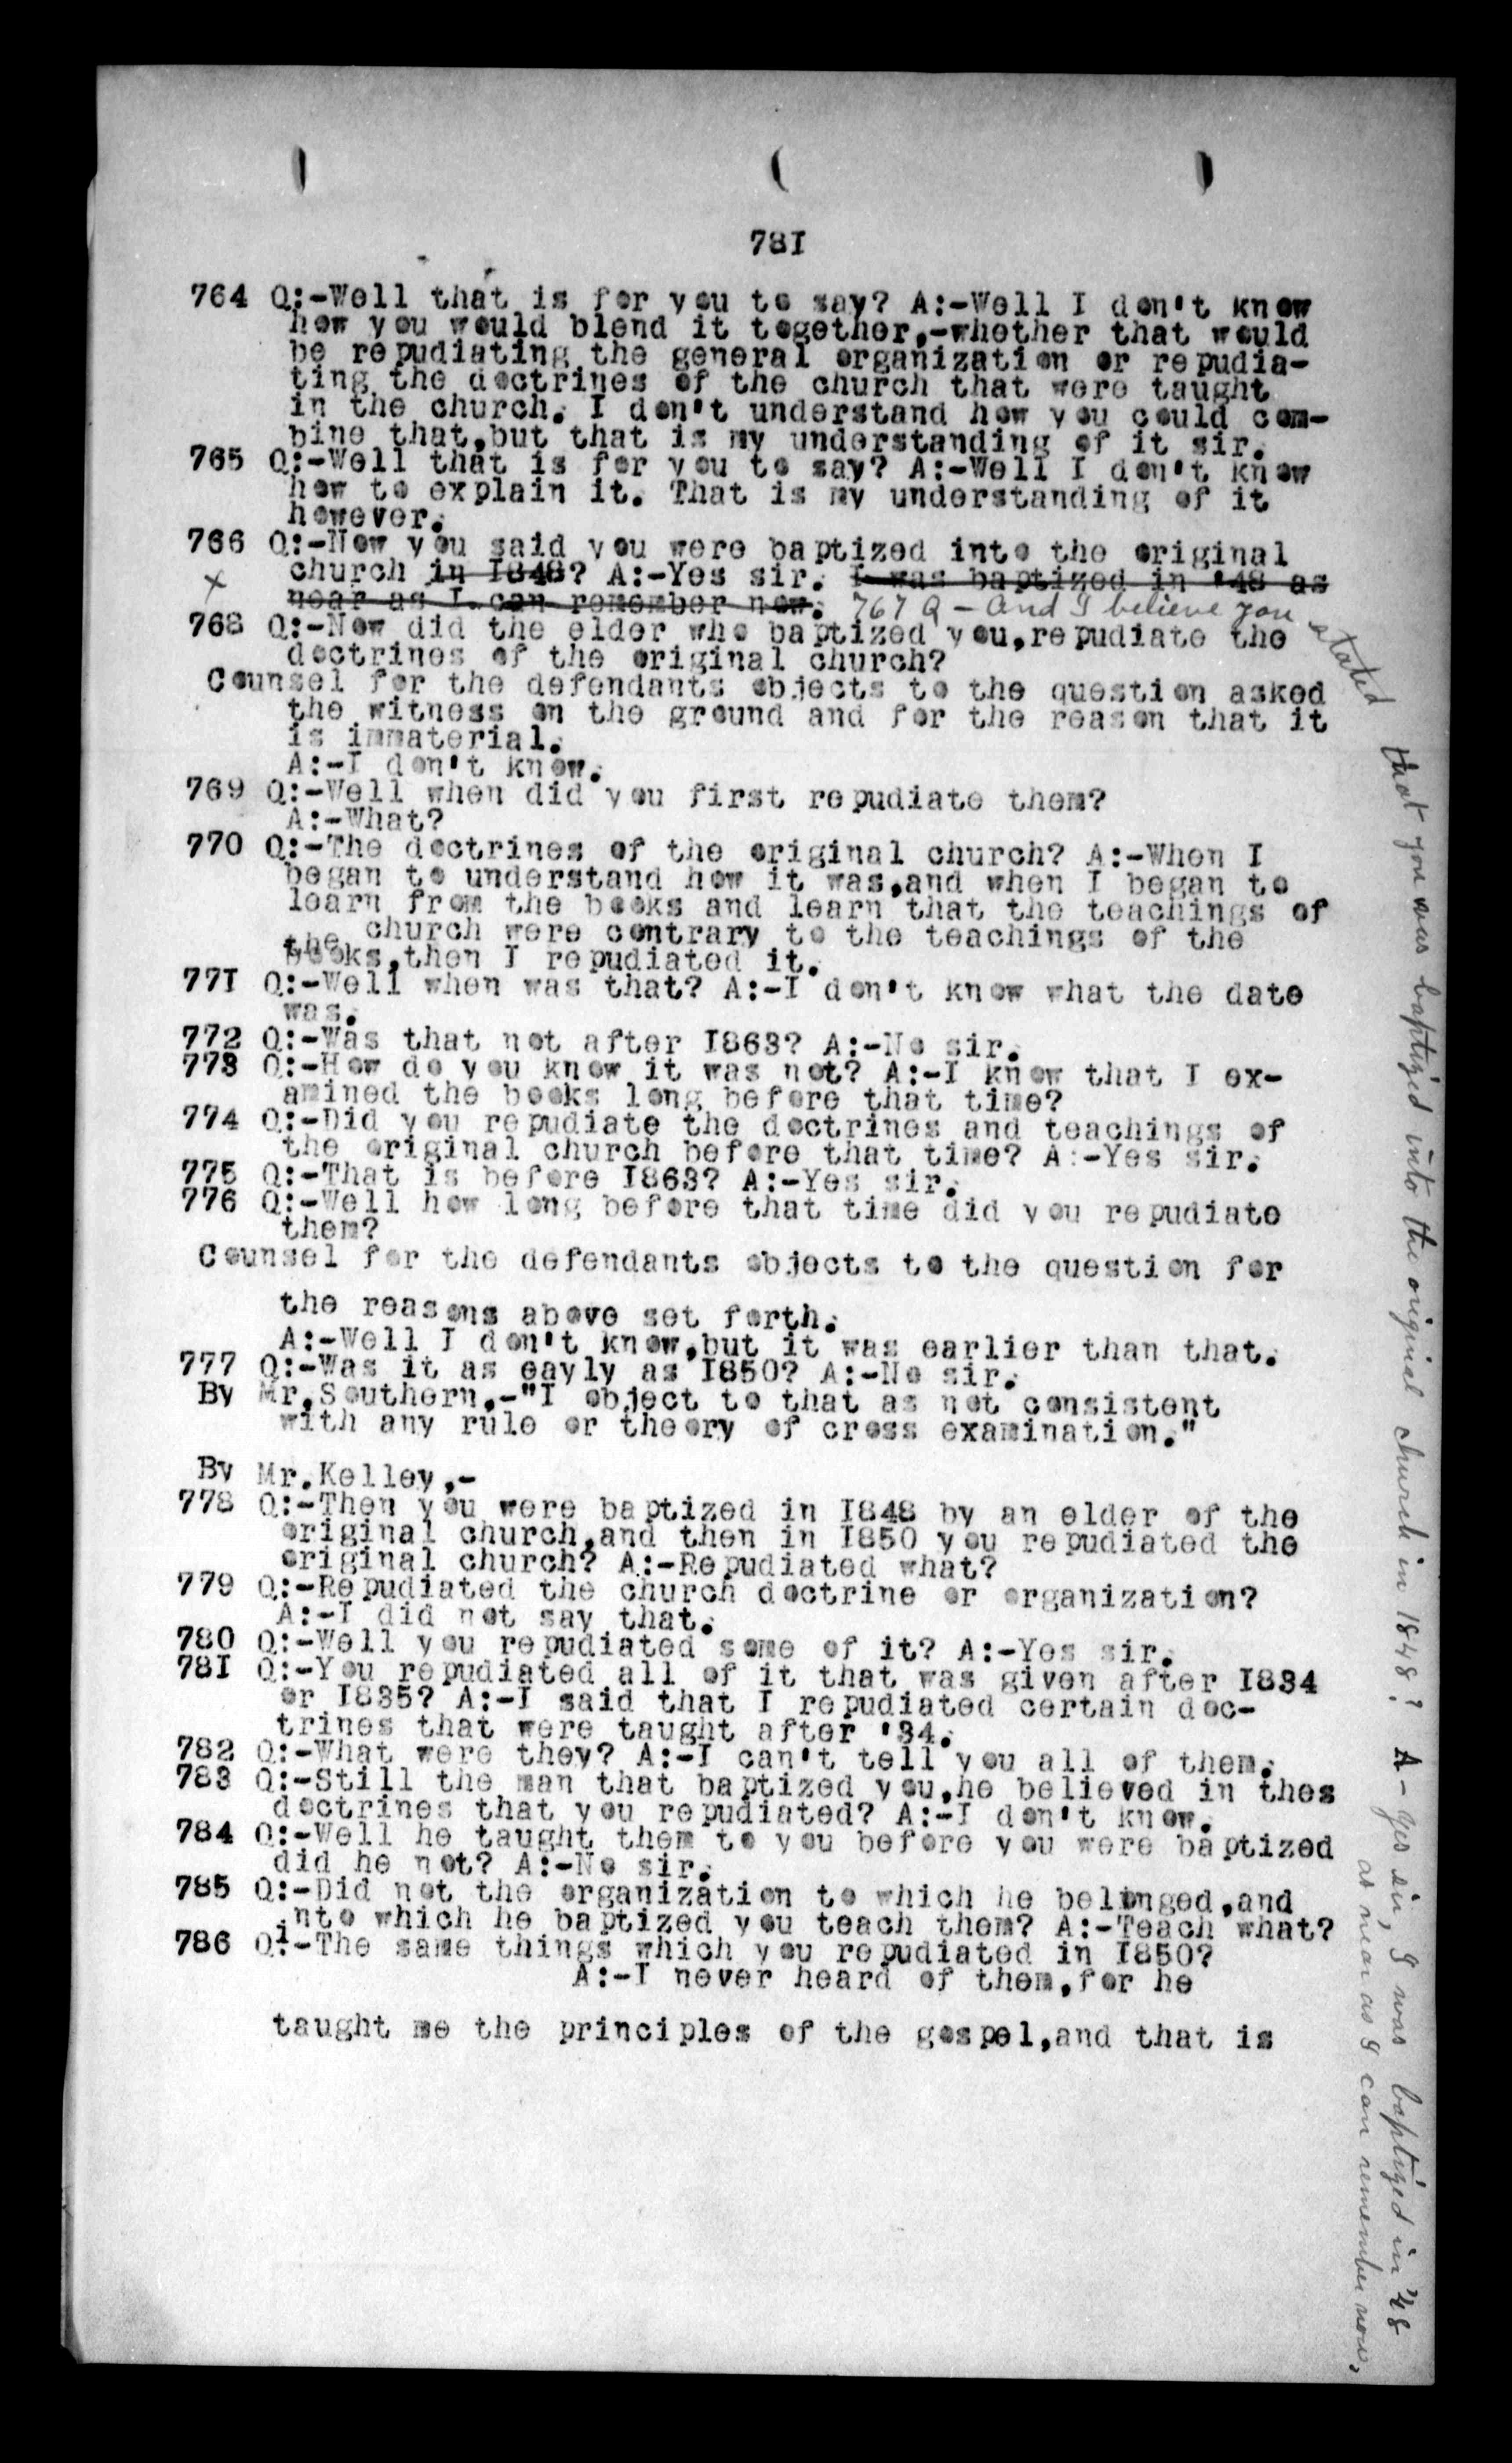 781
764 Q:-Well that is for you to say? A:-Well I don't know
how you would blend it together,-whether that would
be repudiating the general organization or repudia-
ting the doctrines of the church that were taught
in the church. I don't understand how you could com-
bine that,but that is my understanding of it sir.
765 Q:-Well that is for you to say? A:-Well I don't know
how to explain it. That is my understanding of it
however.
766 Q:-Now you said you were baptized into the original
church in I848? A:-Yes sir. I was baptized in '48 as
x near as I can remember now. 767 Q - And I believe you stated
768 Q:-Now did the elder who baptized you,repudiate the
doctrines of the original church?
Counsel for the defendants objects to the question asked
the witness on the ground and for the reason that it
is immaterial.
A:-I don't know.
769 Q:-Well when did you first repudiate them?
A:-What?
770 Q:-The doctrines of the original church? A:-When I
began to understand how it was,and when I began to
learn from the books and learn that the teachings of
the church were contrary to the teachings of the
books,then I repudiated it.
77I Q:-Well when was that? A:-I don't know what the date
was.
772 Q:-Was that not after I863? A:-No sir.
773 Q:-How do you know it was not? A:-I know that I ex-
amined the books long before that time?
774 Q:-Did you repudiate the doctrines and teachings of
the original church before that time? A:-Yes sir.
775 Q:-That is before I863? A:-Yes sir.
776 Q:-Well how long before that time did you repudiate
them?
Counsel for the defendants objects to the question for
the reasons above set forth.
A:-Well I don't know,but it was earlier than that.
777 Q:-Was it as eayly as I850? A:-No sir.
By Mr.Southern.-"I object to that as not consistent
with any rule or theory of cross examination."
By Mr.Kelley,-
778 Q:-Then you were baptized in I848 by an elder of the
original church,and then in I850 you repudiated the
original church? A:-Repudiated what?
779 Q:-Repudiated the church doctrine or organization?
A:-I did not say that.
780 Q:-Well you repudiated some of it? A:-Yes sir.
78I Q:-You repudiated all of it that was given after I834
or I835? A:-I said that I repudiated certain doc-
trines that were taught after '34.
782 Q:-What were they? A:-I can't tell you all of them.
783 Q:-Still the man that baptized you,he believed in thes
doctrines that you repudiated? A:-I don't know.
784 Q:-Well he taught them to you before you were baptized
did he not? A:-No sir.
785 Q:-Did not the organization to which he belonged,and
into which he baptized you teach them? A:-Teach what?
786 Q:-The same things which you repudiated in I850?
A:-I never heard of them,for he
taught me the principles of the gospel,and that is
that you was baptized into the original church in 1848? A - Yes sir, I was baptized in '48
as near as I can remember now.